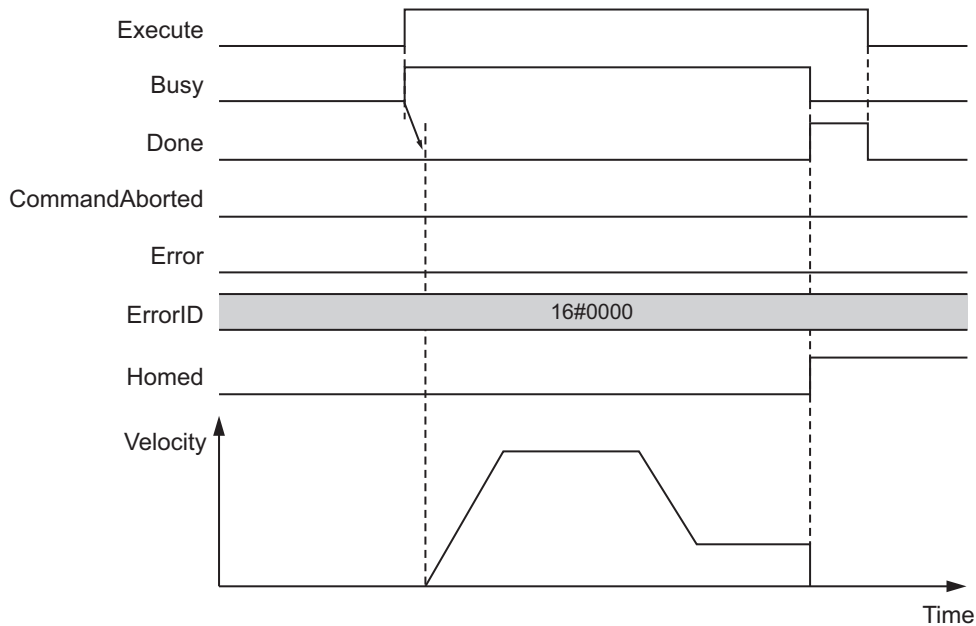 Execute
Busy
Done
CommandAborted
Error
ErrorID
16#0000
Homed
Velocity
Time